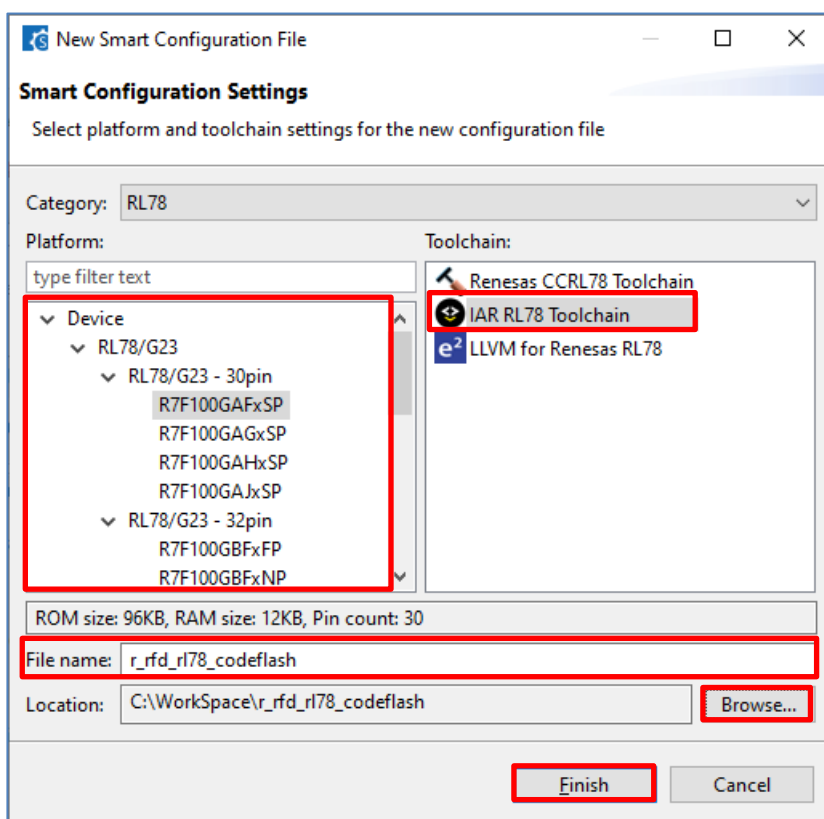 New Smart Configuration File
Smart Configuration Settings
Select platform and toolchain settings for the new configuration file
Category: RL78
Platform:
type filter text
Device
RL78/G23
RL78/G23 - 30pin
R7F100GAFxSP
R7F100GAGxSP
R7F100GAHxSP
R7F100GAJxSP
RL78/G23 - 32pin
R7F100GBFxFP
R7F100GBFxNP
Toolchain:
Renesas CCRL78 Toolchain
IAR RL78 Toolchain
e2 LLVM for Renesas RL78
ROM size: 96KB, RAM size: 12KB, Pin count: 30
File name: r_rfd_rl78_codeflash
Location: C:\WorkSpace\r_rfd_rl78_codeflash Browse...
Finish Cancel